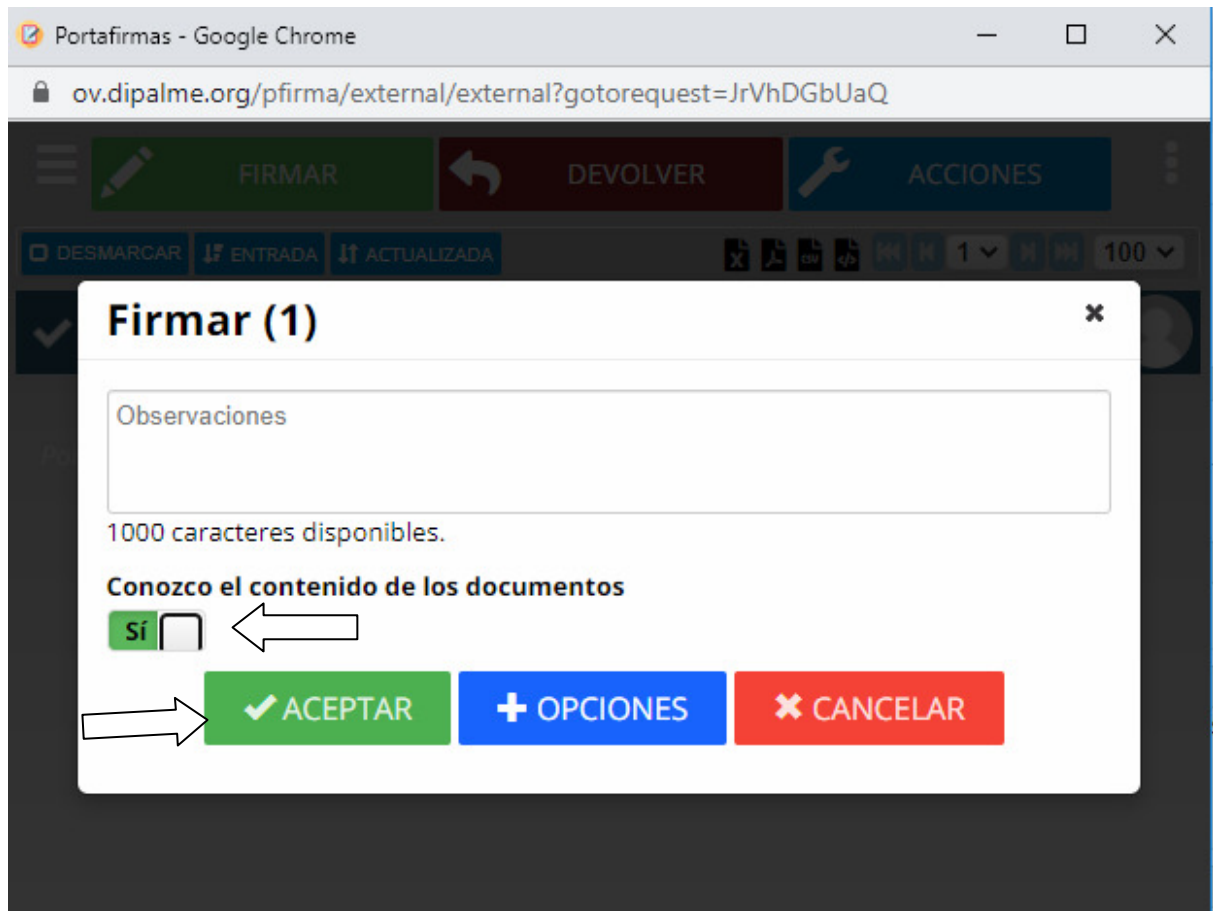 Portafirmas - Google Chrome
ov.dipalme.org/pfirma/external/external?gotorequest=JrVhDGbUaQ
FIRMAR DEVOLVER ACCIONES
DESMARCAR ENTRADA ACTUALIZADA 1 100
Firmar (1)
Observaciones
1000 caracteres disponibles.
Conozco el contenido de los documentos
Sí
ACEPTAR OPCIONES CANCELAR